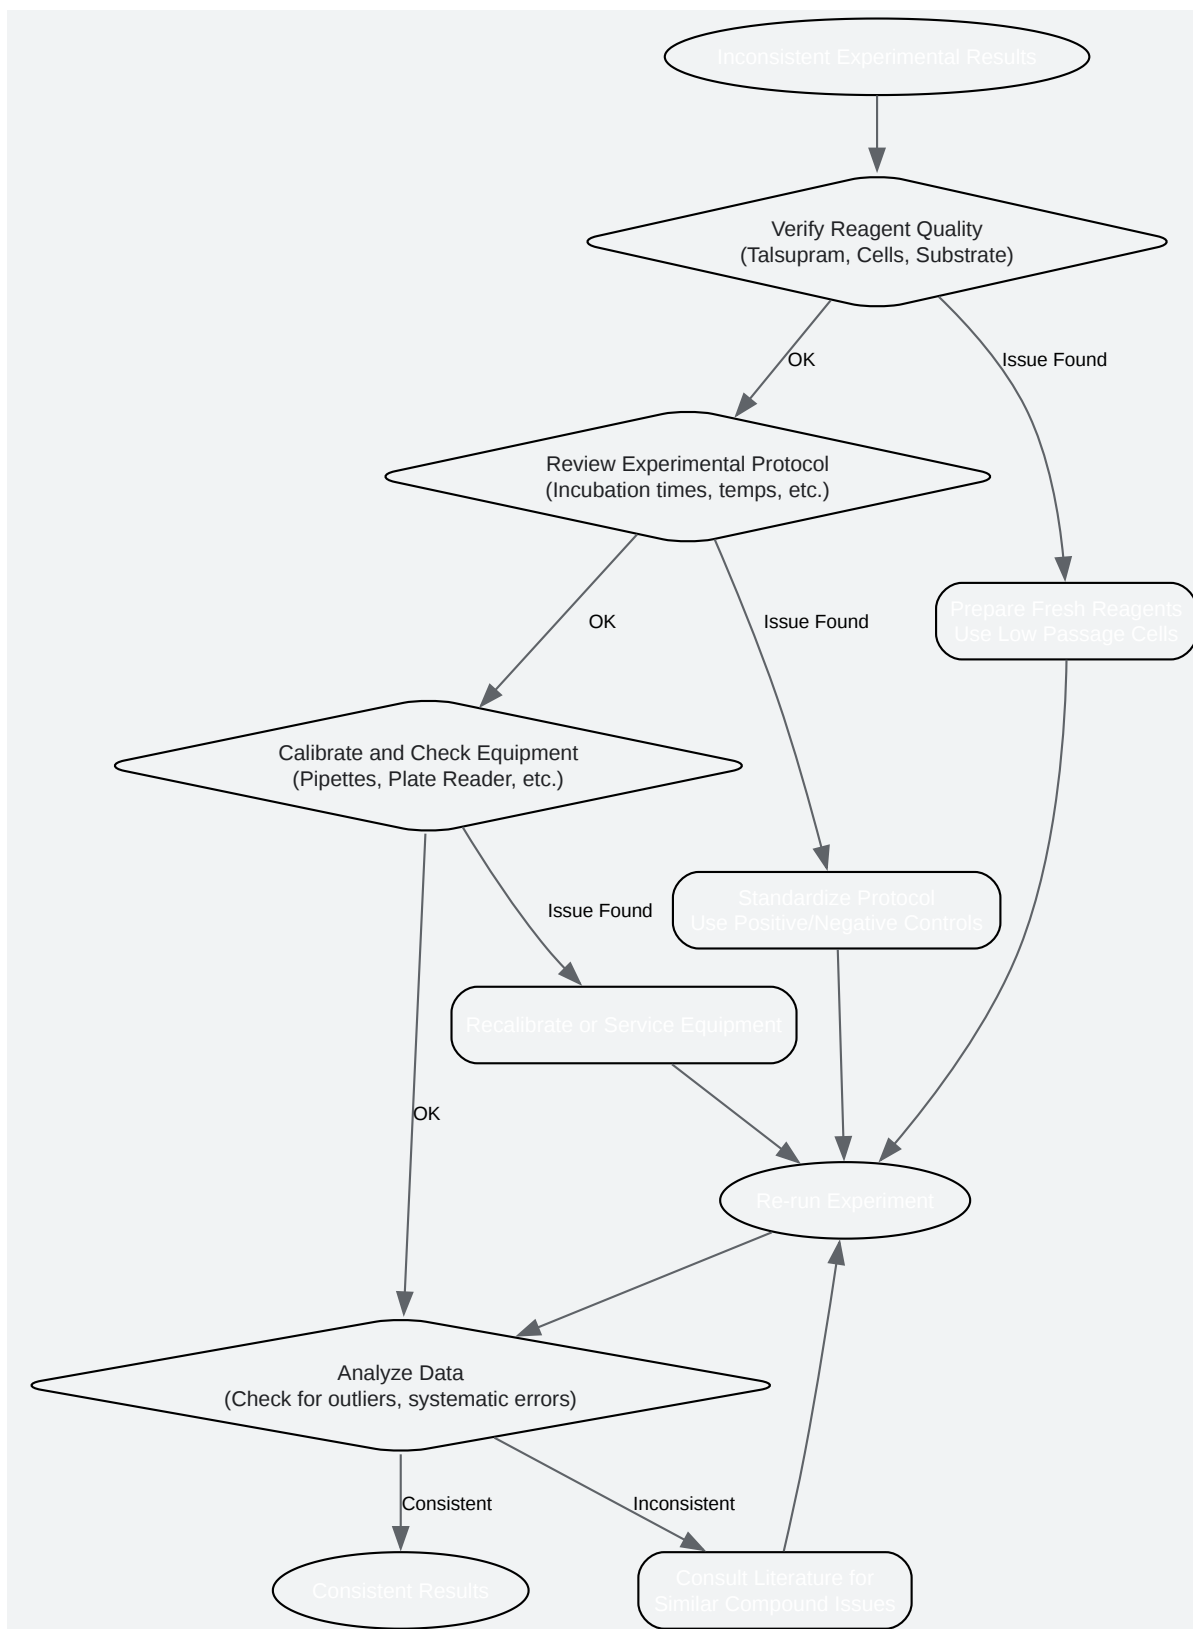 Inconsistent Experimental Results
Verify Reagent Quality
(Talsupram, Cells, Substrate)
OK
Issue Found
Review Experimental Protocol
(Incubation times, temps, etc.)
OK
Issue Found
Prepare Fresh Reagents
Use Low Passage Cells
Calibrate and Check Equipment
(Pipettes, Plate Reader, etc.)
Issue Found
Standardize Protocol
Use Positive/Negative Controls
Recalibrate or Service Equipment
OK
Re-run Experiment
Analyze Data
(Check for outliers, systematic errors)
Consistent
Inconsistent
Consistent Results
Consult Literature for
Similar Compound Issues